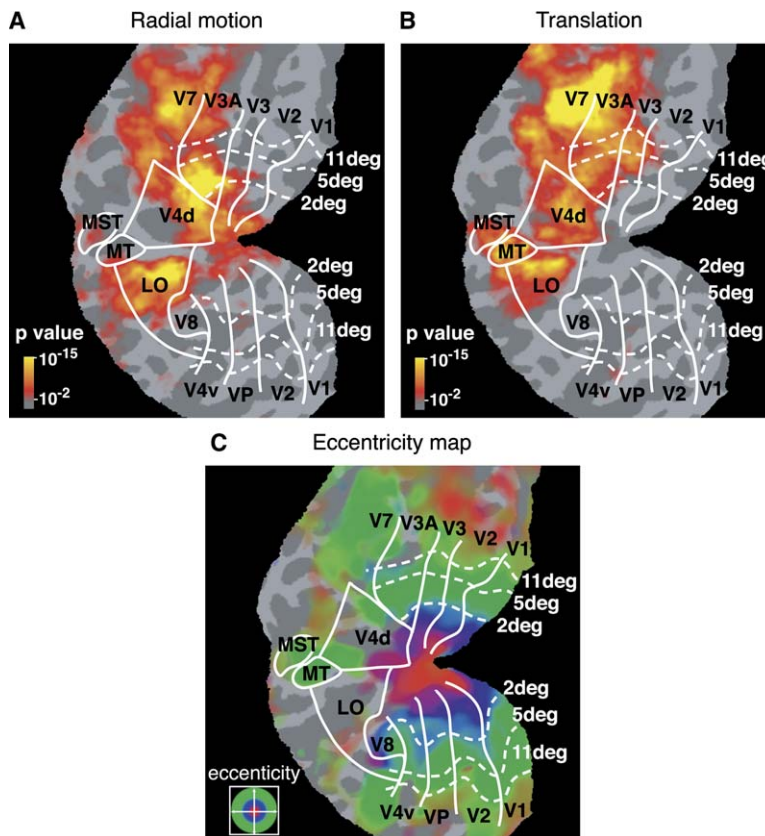 A Radial motion
V7 V3A V3 V2 V1
11deg
5deg
2deg
V4d
MST
MT
LO
2deg
5deg
V8
11deg
p value
10-15
10-2
V4v VP V2 V1
B Translation
V7 V3A V3 V2 V1
11deg
5deg
2deg
V4d
MST
MT
LO
2deg
5deg
V8
11deg
p value
10-15
10-2
V4v VP V2 V1
C Eccentricity map
V7 V3A V3 V2 V1
11deg
5deg
2deg
V4d
MST
MT
LO
2deg
5deg
V8
11deg
eccenticity
V4v VP V2 V1